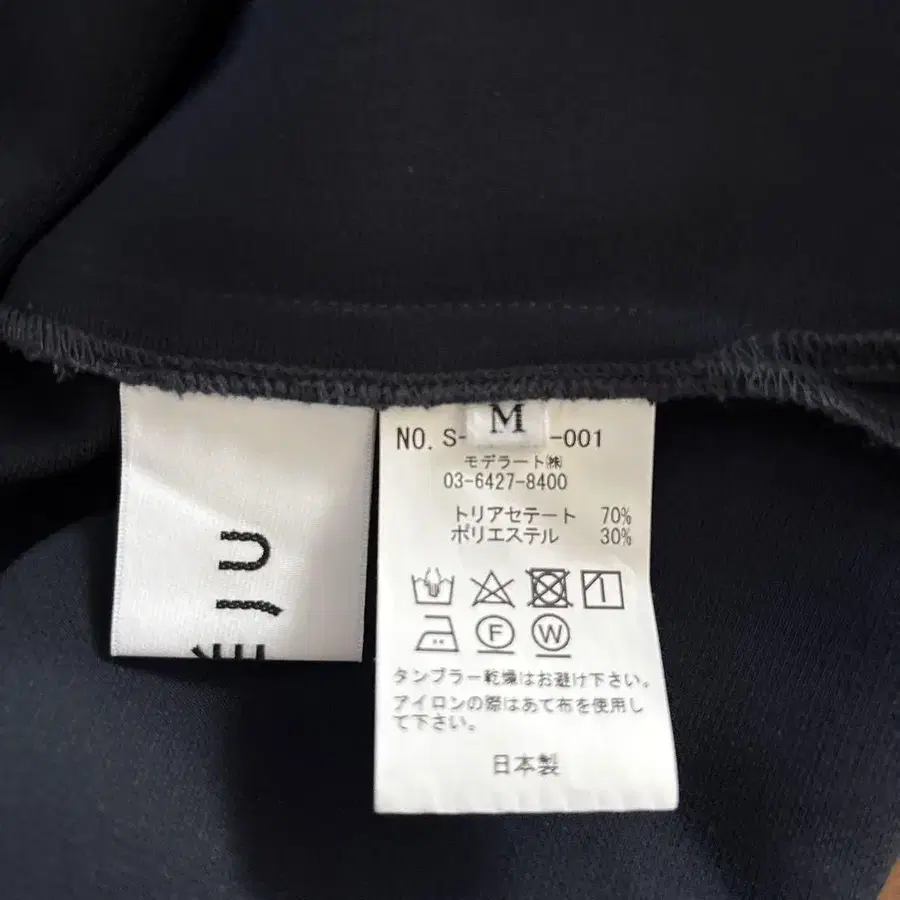 M
NO. S- -001
モデラート㈱
03-6427-8400
トリアセテート 70%
ポリエステル 30%
F W
タンブラー乾燥はお避け下さい。
アイロンの際はあて布を使用し
て下さい。
日本製